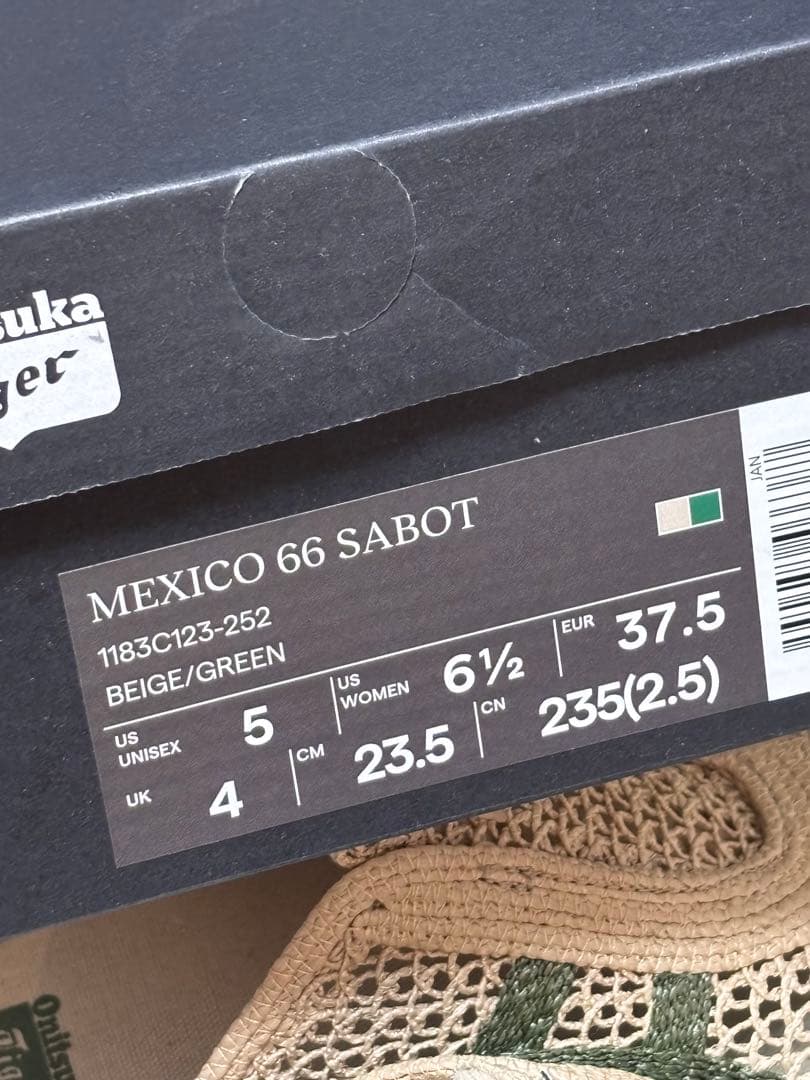 suka
ger
JAN
MEXICO 66 SABOT
1183C123-252
BEIGE/GREEN
US UNISEX 5 US WOMEN 6½ EUR 37.5
UK 4 CM 23.5 CN 235(2.5)
Onitsu